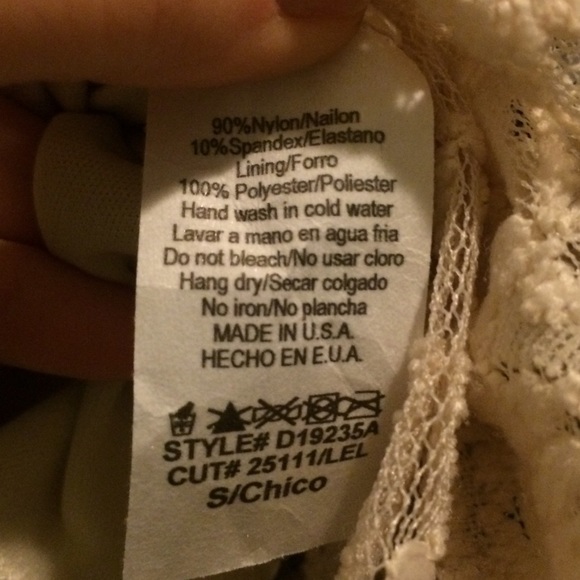 90%Nylon/Nailon
10%Spandex/Elastano
Lining/Forro
100% Polyester/Poliester
Hand wash in cold water
Lavar a mano en agua fria
Do not bleach/No usar cloro
Hang dry/Secar colgado
No iron/No plancha
MADE IN U.S.A.
HECHO EN E.U.A.
STYLE# D19235A
CUT# 25111/LEL
S/Chico